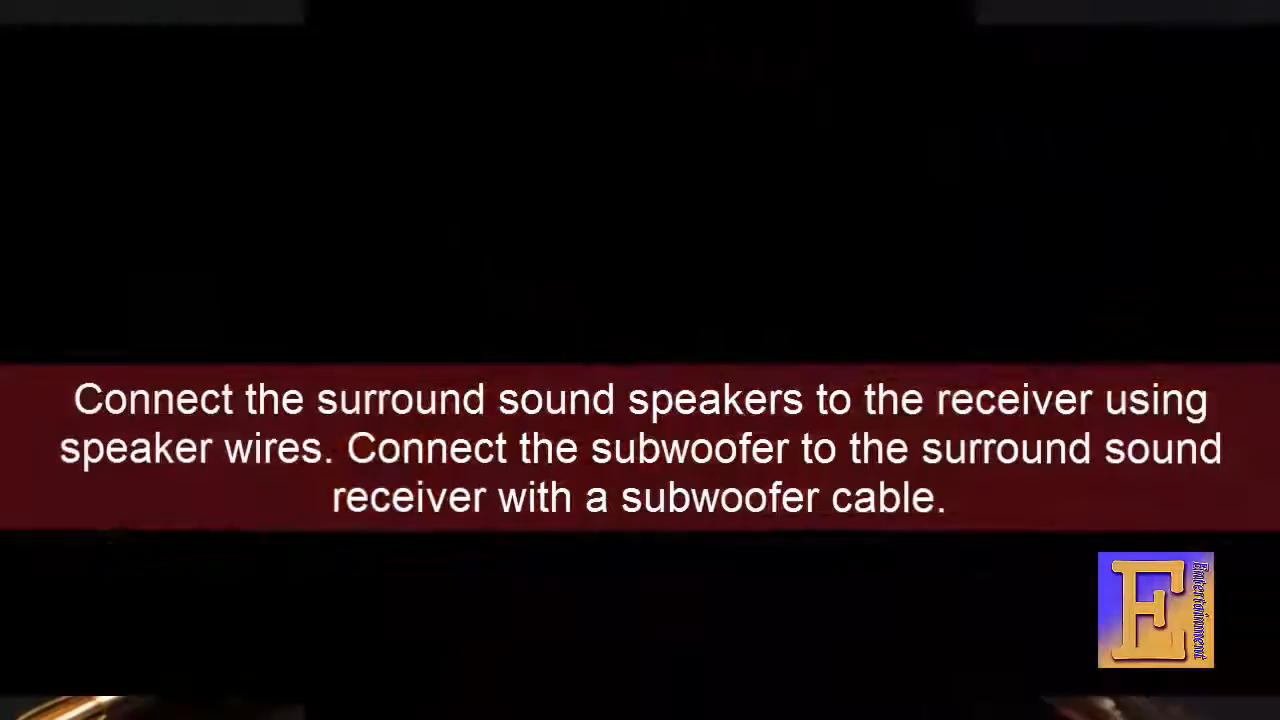 Connect the surround sound speakers to the receiver using
speaker wires. Connect the subwoofer to the surround sound
receiver with a subwoofer cable.
E
Entertainment